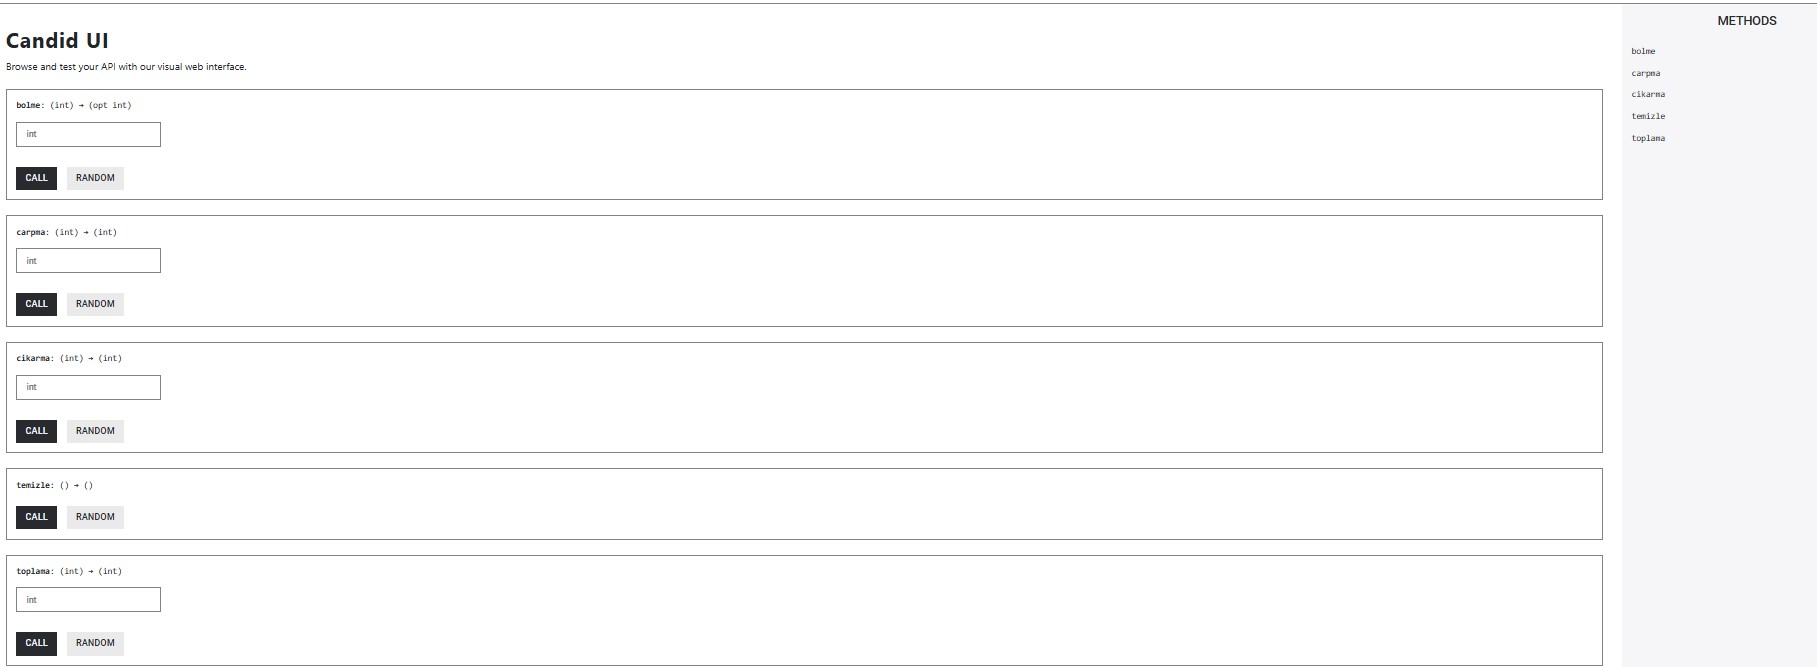 Candid UI
Browse and test your API with our visual web interface.
bolme: (int) → (opt int)
int
CALL RANDOM
carpma: (int) → (int)
int
CALL RANDOM
cikarma: (int) → (int)
int
CALL RANDOM
temizle: () → ()
CALL RANDOM
toplama: (int) → (int)
int
CALL RANDOM
METHODS
bolme
carpma
cikarma
temizle
toplama